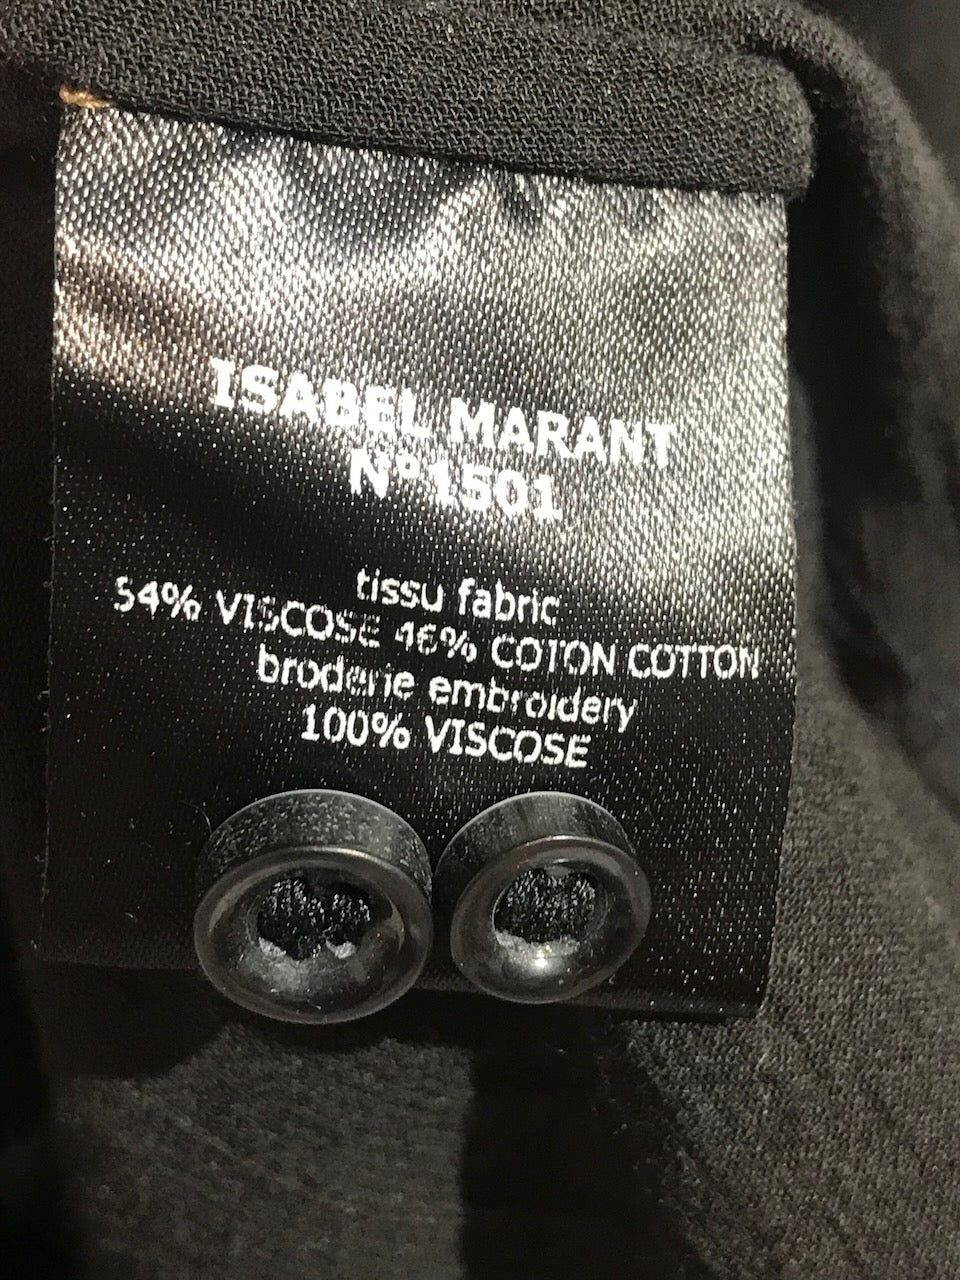 ISABEL MARANT
N°1501
tissu fabric
54% VISCOSE 46% COTON COTTON
broderie embroidery
100% VISCOSE